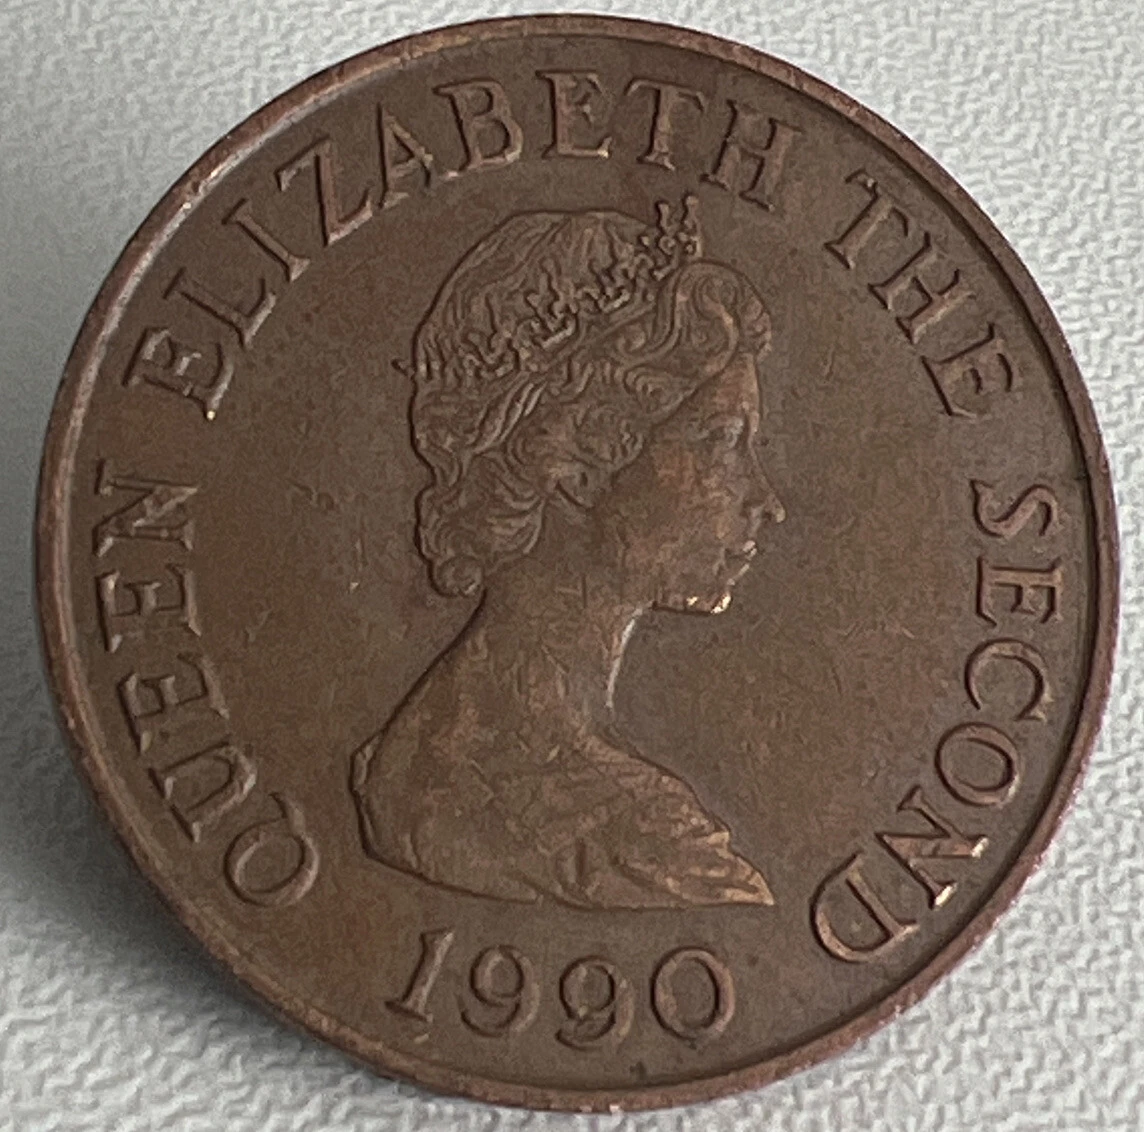 QUEEN ELIZABETH THE SECOND
1990